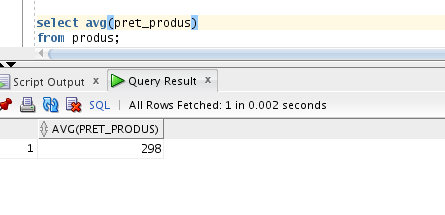 select avg(pret_produs)
from produs;
Script Output x Query Result x
SQL | All Rows Fetched: 1 in 0.002 seconds
AVG(PRET_PRODUS)
1 298